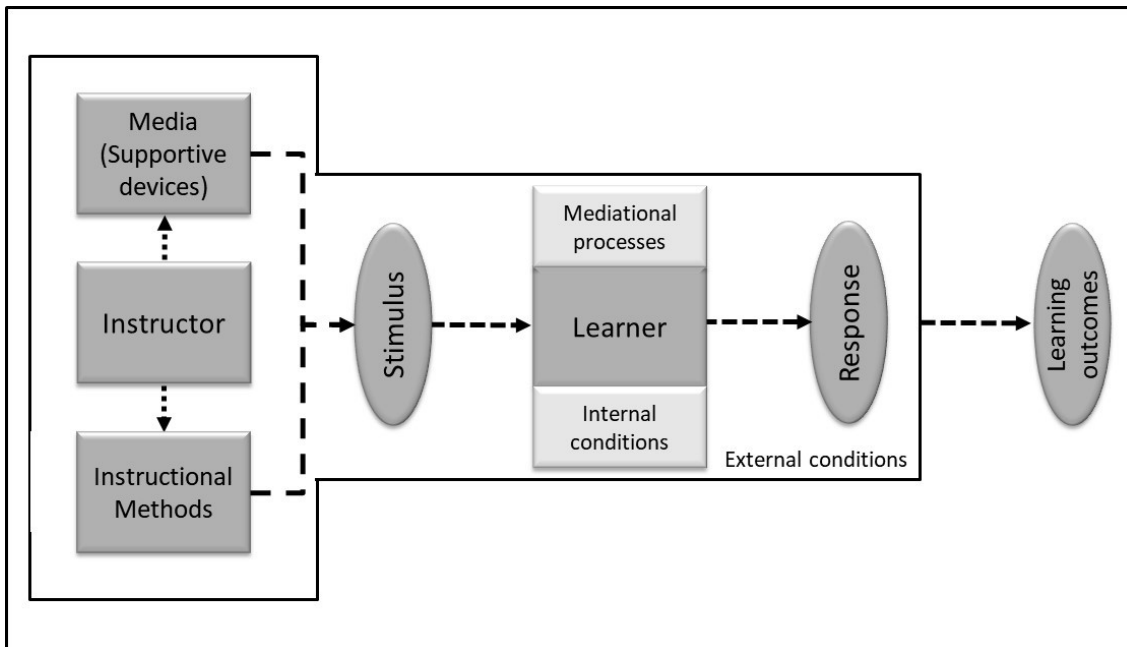 Media
(Supportive
devices)
Instructor
Instructional
Methods
Stimulus
Mediational
processes
Learner
Internal
conditions
Response
External conditions
Learning
outcomes